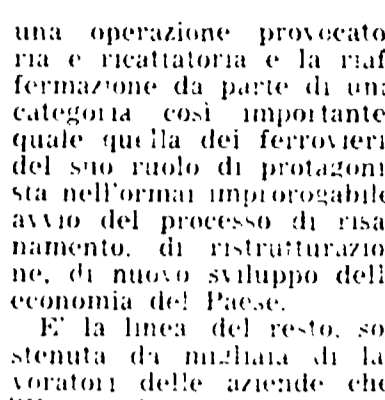 una operazione provocato
ria e ricattatoria e la riaf
fermazione da parte di una
categoria così importante
quale quella dei ferrovieri
del suo ruolo di protagoni
sta nell'ormai improrogabile
avvio del processo di risa
namento, di ristrutturazio
ne, di nuovo sviluppo dell
economia del Paese.
E' la linea del resto, so
stenuta da migliaia di la
voratori delle aziende che